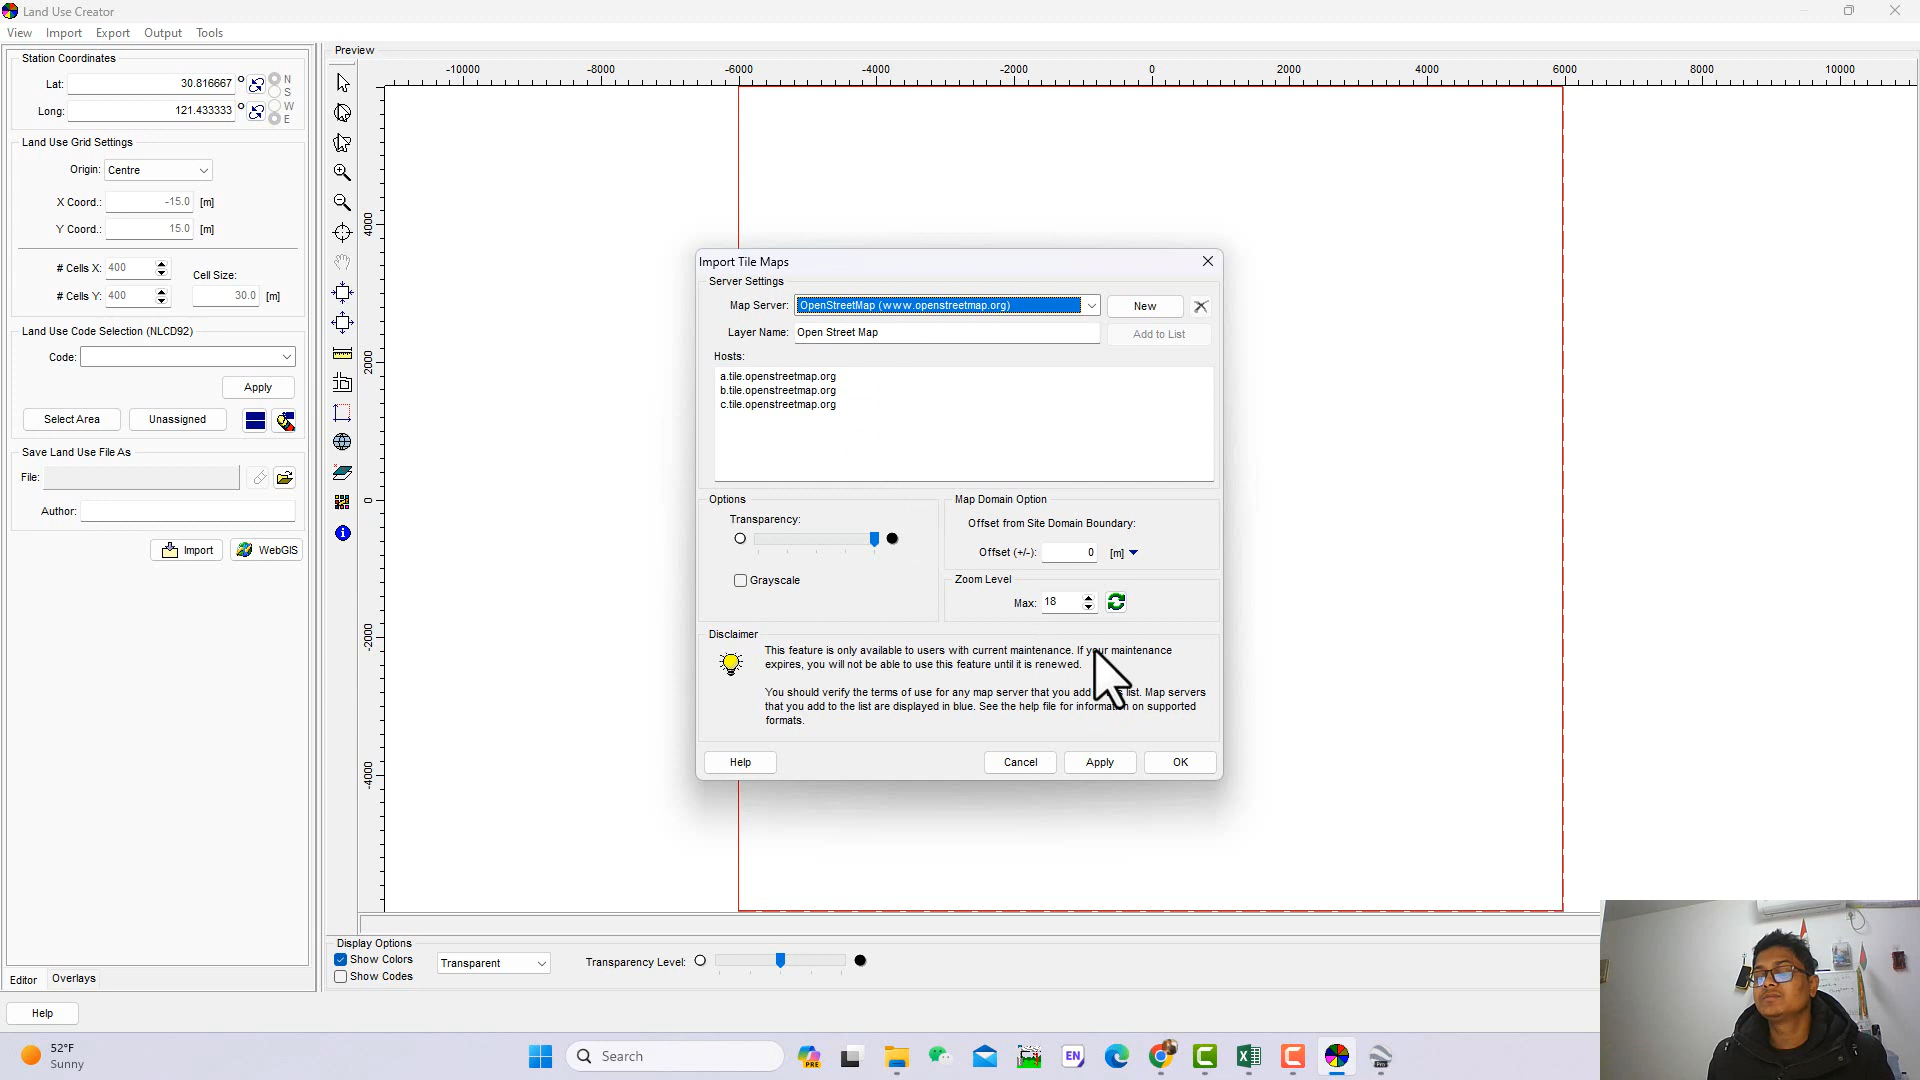 Land Use Creator
View Import Export Output Tools
Station Coordinates
Lat: 30.816667 ° N S
Long: 121.433333 ° W E
Land Use Grid Settings
Origin: Centre
X Coord.: -15.0 [m]
Y Coord.: 15.0 [m]
# Cells X: 400
Cell Size:
# Cells Y: 400 30.0 [m]
Land Use Code Selection (NLCD92)
Code:
Apply
Select Area Unassigned
Save Land Use File As
File:
Author:
Import WebGIS
Editor Overlays
Help
Preview
-10000 -8000 -6000 -4000 -2000 0 2000 4000 6000 8000 10000
4000
2000
0
-2000
-4000
Import Tile Maps
Server Settings
Map Server: OpenStreetMap (www.openstreetmap.org) New
Layer Name: Open Street Map Add to List
Hosts:
a.tile.openstreetmap.org
b.tile.openstreetmap.org
c.tile.openstreetmap.org
Options
Transparency:
Grayscale
Map Domain Option
Offset from Site Domain Boundary:
Offset (+/-): 0 [m]
Zoom Level
Max: 18
Disclaimer
This feature is only available to users with current maintenance. If your maintenance
expires, you will not be able to use this feature until it is renewed.
You should verify the terms of use for any map server that you add list. Map servers
that you add to the list are displayed in blue. See the help file for information on supported
formats.
Help Cancel Apply OK
Display Options
Show Colors
Show Codes
Transparent
Transparency Level:
52°F
Sunny
Search
PRE
EN